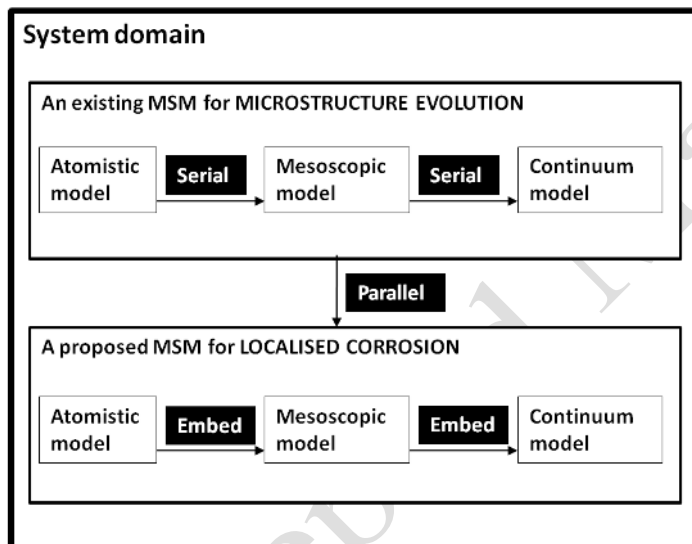 System domain
An existing MSM for MICROSTRUCTURE EVOLUTION
Atomistic
model
Serial
Mesoscopic
model
Serial
Continuum
model
Parallel
A proposed MSM for LOCALISED CORROSION
Atomistic
model
Embed
Mesoscopic
model
Embed
Continuum
model